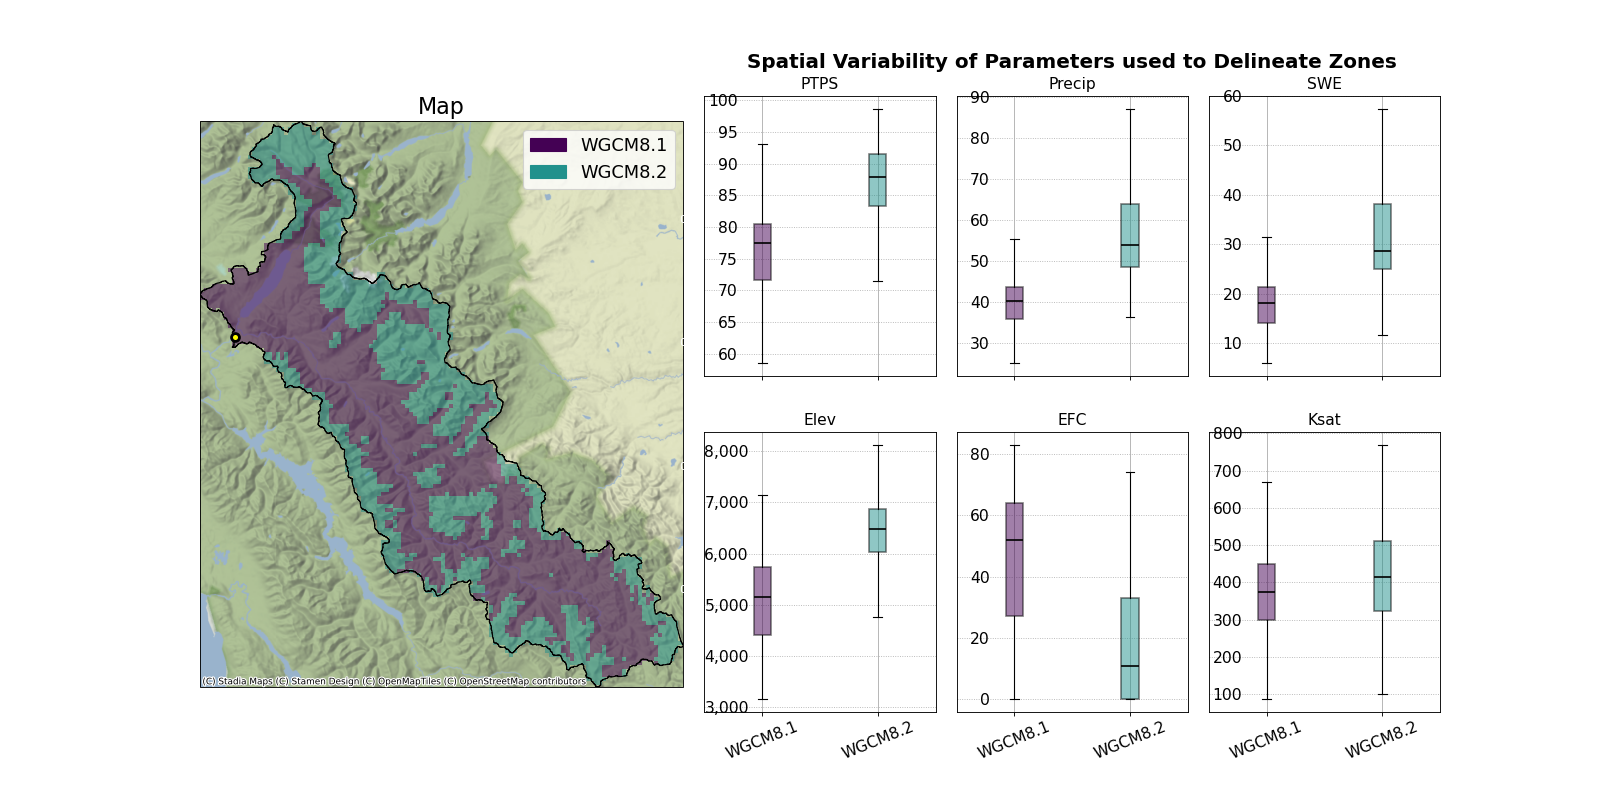 Spatial Variability of Parameters used to Delineate Zones
Map
WGCM8.1
WGCM8.2
(C) Stadia Maps (C) Stamen Design (C) OpenMapTiles (C) OpenStreetMap contributors
PTPS
100
95
90
85
80
75
70
65
60
Precip
90
80
70
60
50
40
30
SWE
60
50
40
30
20
10
Elev
8,000
7,000
6,000
5,000
4,000
3,000
WGCM8.1
WGCM8.2
EFC
80
60
40
20
0
WGCM8.1
WGCM8.2
Ksat
800
700
600
500
400
300
200
100
WGCM8.1
WGCM8.2